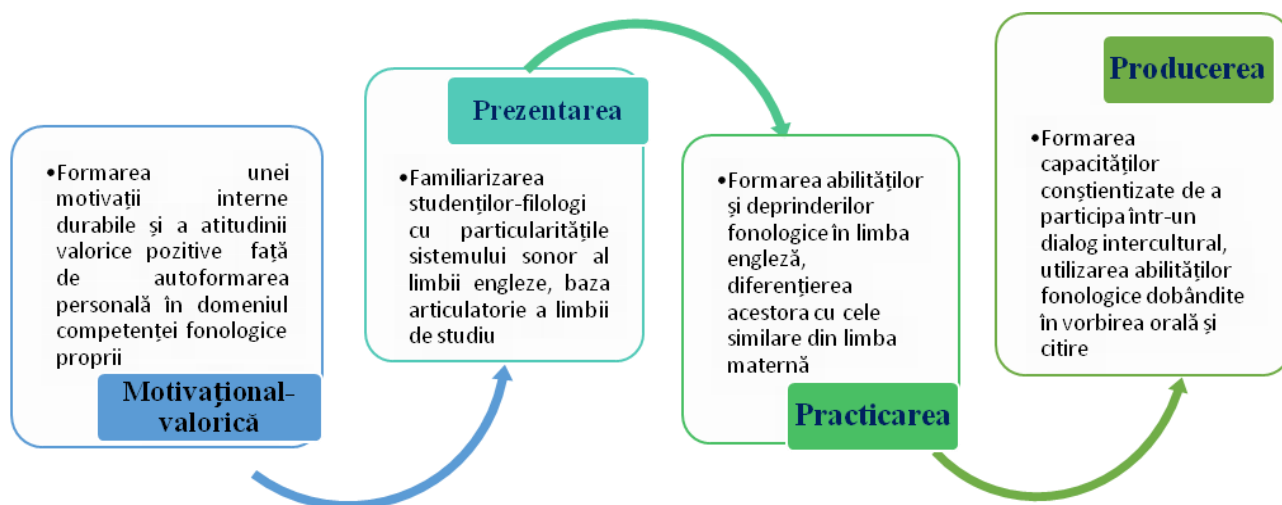 •Formarea unei
motivații interne
durabile și a atitudinii
valorice pozitive față
de autoformarea
personală în domeniul
competenței fonologice
proprii
Motivațional-
valorică
Prezentarea
•Familiarizarea
studenților-filologi
cu particularitățile
sistemului sonor al
limbii engleze, baza
articulatorie a limbii
de studiu
•Formarea abilităților
și deprinderilor
fonologice în limba
engleză,
diferențierea
acestora cu cele
similare din limba
maternă
Practicarea
Producerea
•Formarea
capacităților
conștientizate de a
participa într-un
dialog intercultural,
utilizarea abilităților
fonologice dobândite
în vorbirea orală și
citire